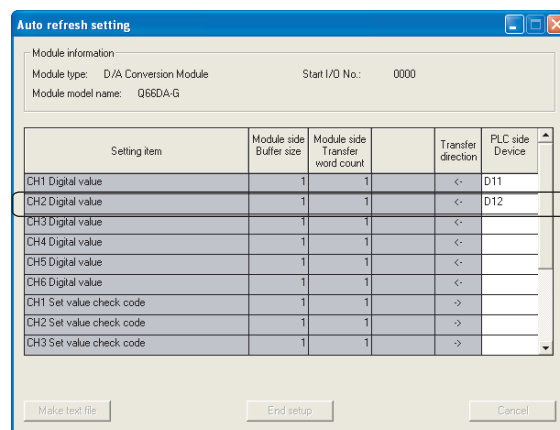 Auto refresh setting
Module information
Module type: D/A Conversion Module Start I/O No.: 0000
Module model name: Q66DA-G
Setting item Module side Buffer size Module side Transfer word count Transfer direction PLC side Device
CH1 Digital value 1 1 <- D11
CH2 Digital value 1 1 <- D12
CH3 Digital value 1 1 <-
CH4 Digital value 1 1 <-
CH5 Digital value 1 1 <-
CH6 Digital value 1 1 <-
CH1 Set value check code 1 1 ->
CH2 Set value check code 1 1 ->
CH3 Set value check code 1 1 ->
Make text file End setup Cancel